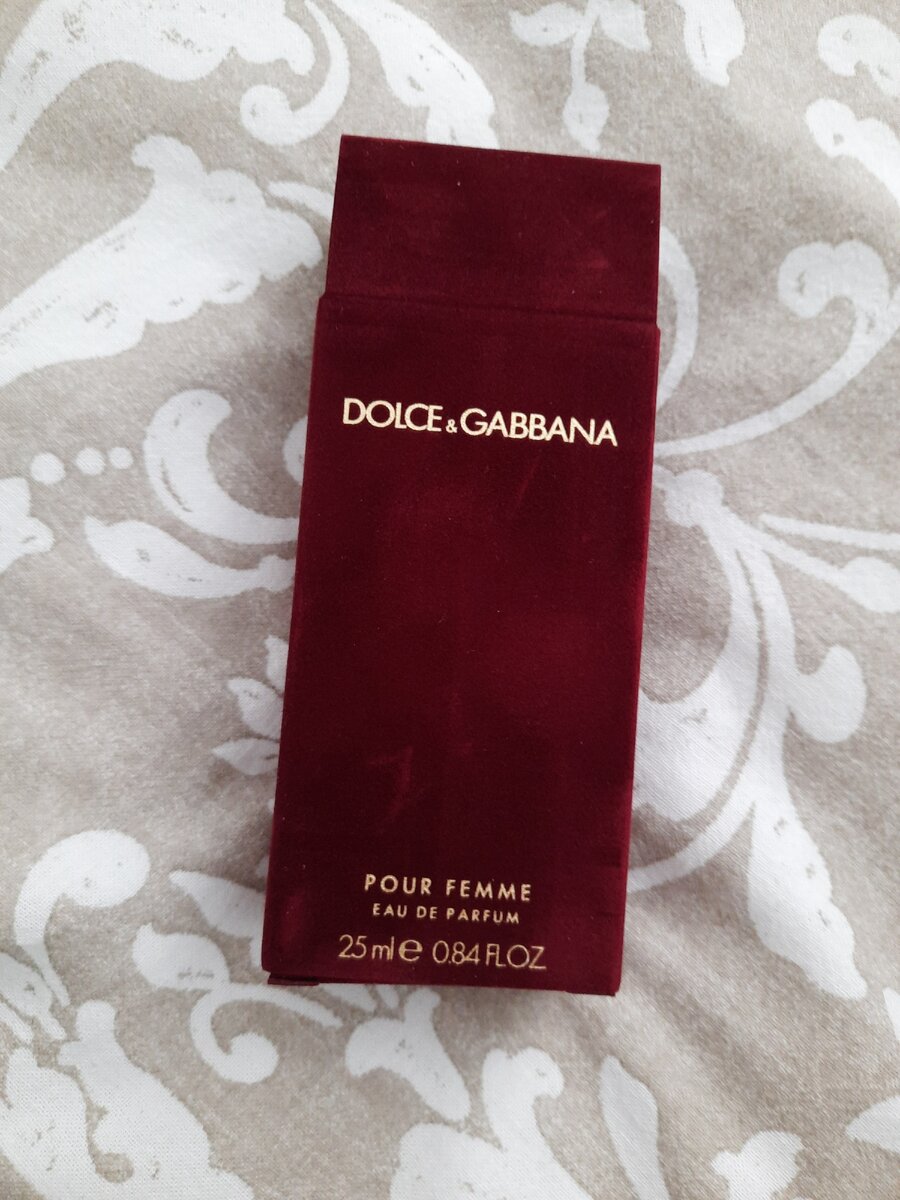 DOLCE&GABBANA
POUR FEMME
EAU DE PARFUM
25 ml e 0.84 FL OZ